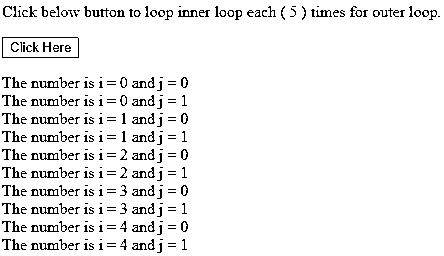 Click below button to loop inner loop each ( 5 ) times for outer loop.
Click Here
The number is i = 0 and j = 0
The number is i = 0 and j = 1
The number is i = 1 and j = 0
The number is i = 1 and j = 1
The number is i = 2 and j = 0
The number is i = 2 and j = 1
The number is i = 3 and j = 0
The number is i = 3 and j = 1
The number is i = 4 and j = 0
The number is i = 4 and j = 1